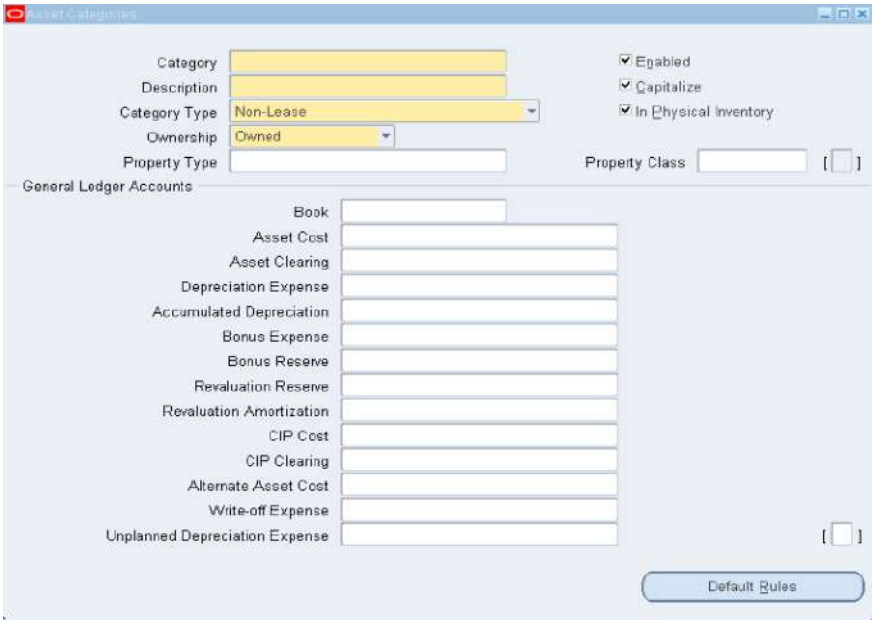 Asset Categories
Category
Enabled
Description
Capitalize
Category Type Non-Lease
In Physical Inventory
Ownership Owned
Property Type
Property Class [ ]
General Ledger Accounts
Book
Asset Cost
Asset Clearing
Depreciation Expense
Accumulated Depreciation
Bonus Expense
Bonus Reserve
Revaluation Reserve
Revaluation Amortization
CIP Cost
CIP Clearing
Alternate Asset Cost
Write-off Expense
Unplanned Depreciation Expense [ ]
Default Rules